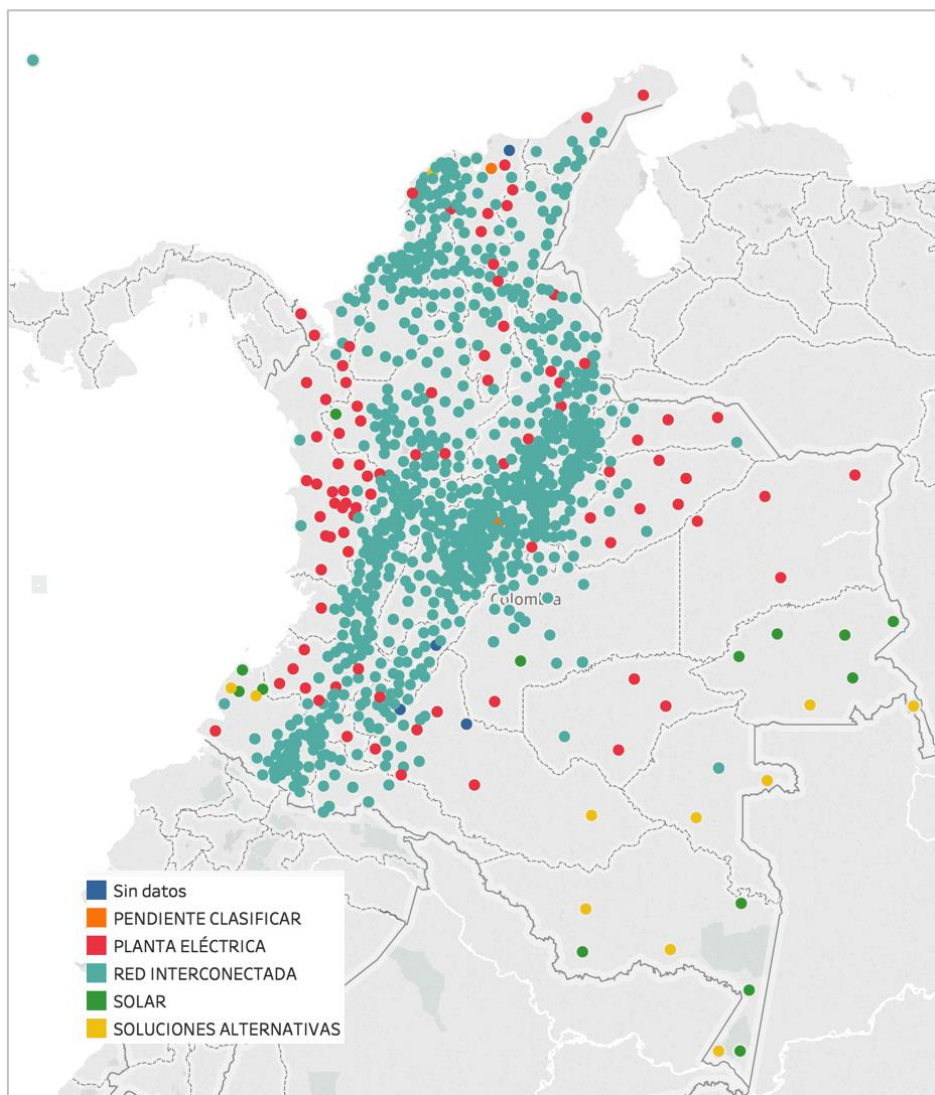 Colombia
Sin datos
PENDIENTE CLASIFICAR
PLANTA ELÉCTRICA
RED INTERCONECTADA
SOLAR
SOLUCIONES ALTERNATIVAS